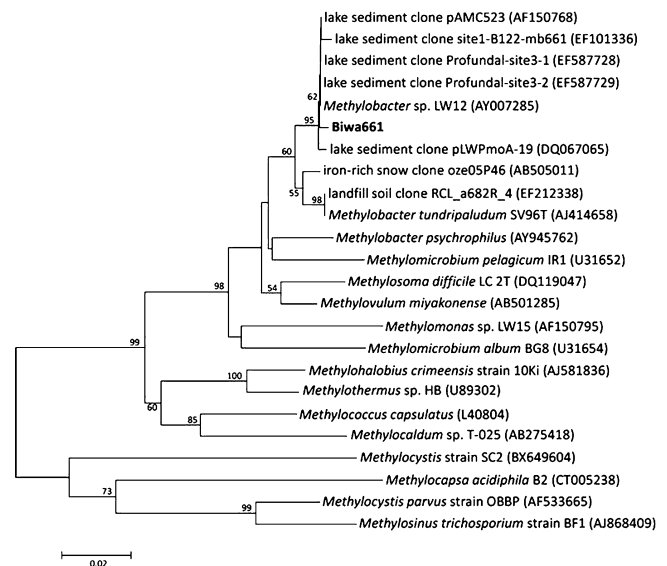 lake sediment clone pAMC523 (AF150768)
lake sediment clone site1-B122-mb661 (EF101336)
lake sediment clone Profundal-site3-1 (EF587728)
lake sediment clone Profundal-site3-2 (EF587729)
62
Methylobacter sp. LW12 (AY007285)
95
Biwa661
60
lake sediment clone pLWPmoA-19 (DQ067065)
iron-rich snow clone oze05P46 (AB505011)
55
landfill soil clone RCL_a682R_4 (EF212338)
98
Methylobacter tundripaludum SV96T (AJ414658)
Methylobacter psychrophilus (AY945762)
Methylomicrobium pelagicum IR1 (U31652)
Methylosoma difficile LC 2T (DQ119047)
98
54
Methylovulum miyakonense (AB501285)
Methylomonas sp. LW15 (AF150795)
99
Methylomicrobium album BG8 (U31654)
Methylohalobius crimeensis strain 10Ki (AJ581836)
100
Methylothermus sp. HB (U89302)
60
Methylococcus capsulatus (L40804)
85
Methylocaldum sp. T-025 (AB275418)
Methylocystis strain SC2 (BX649604)
Methylocapsa acidiphila B2 (CT005238)
73
Methylocystis parvus strain OBBP (AF533665)
99
Methylosinus trichosporium strain BF1 (AJ868409)
0.02